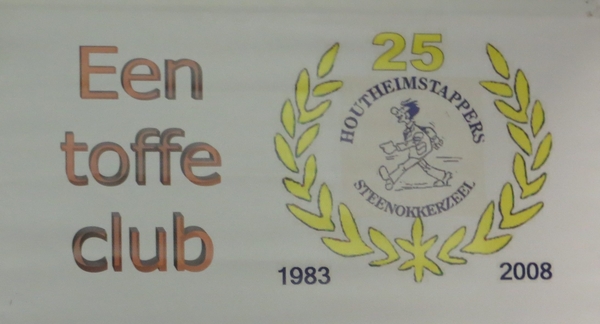 Een
toffe
club
25
HOUTHEIMSTAPPERS
STEENOKKERZEEL
1983
2008